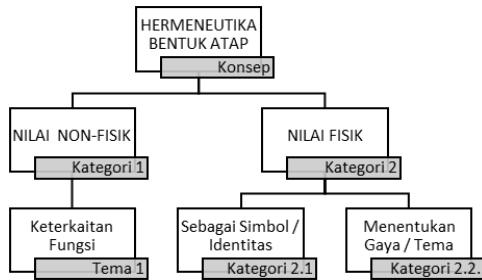 HERMENEUTIKA
BENTUK ATAP
Konsep
NILAI NON-FISIK
Kategori 1
NILAI FISIK
Kategori 2
Keterkaitan
Fungsi
Tema 1
Sebagai Simbol /
Identitas
Kategori 2.1
Menentukan
Gaya / Tema
Kategori 2.2.